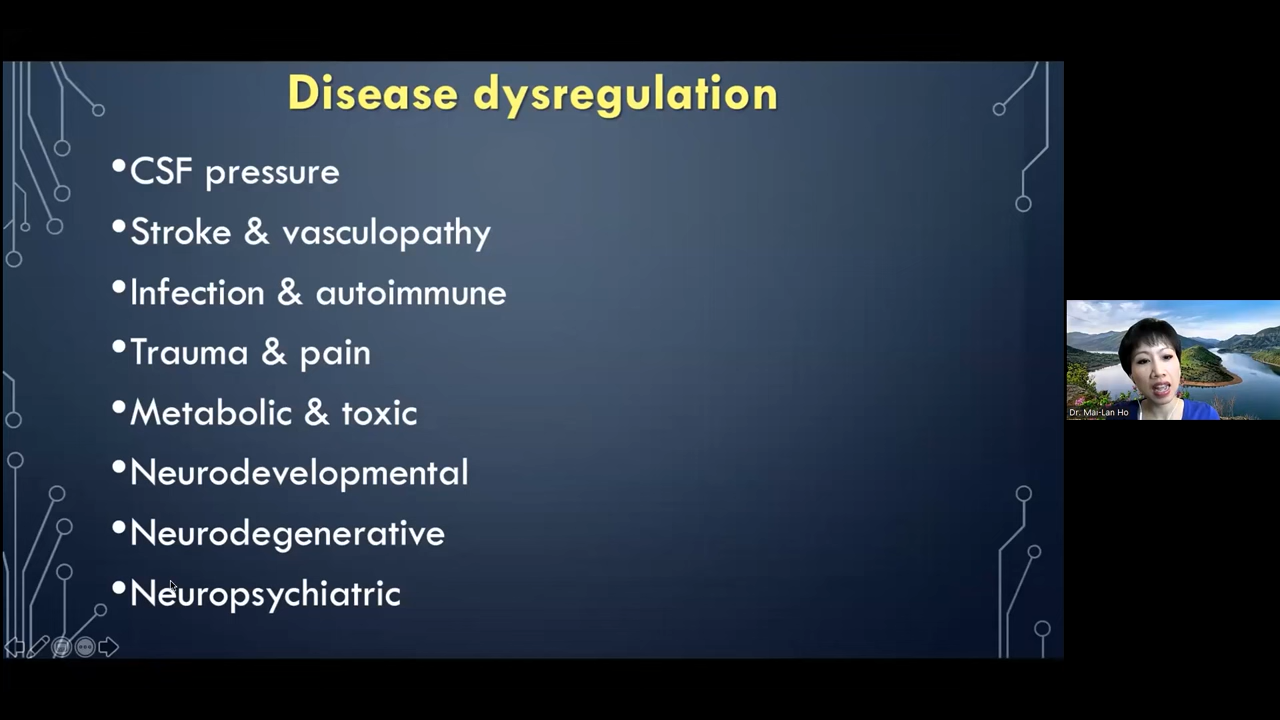 Disease dysregulation
•CSF pressure
•Stroke & vasculopathy
•Infection & autoimmune
•Trauma & pain
•Metabolic & toxic
•Neurodevelopmental
•Neurodegenerative
•Neuropsychiatric
Dr. Mai-Lan Ho